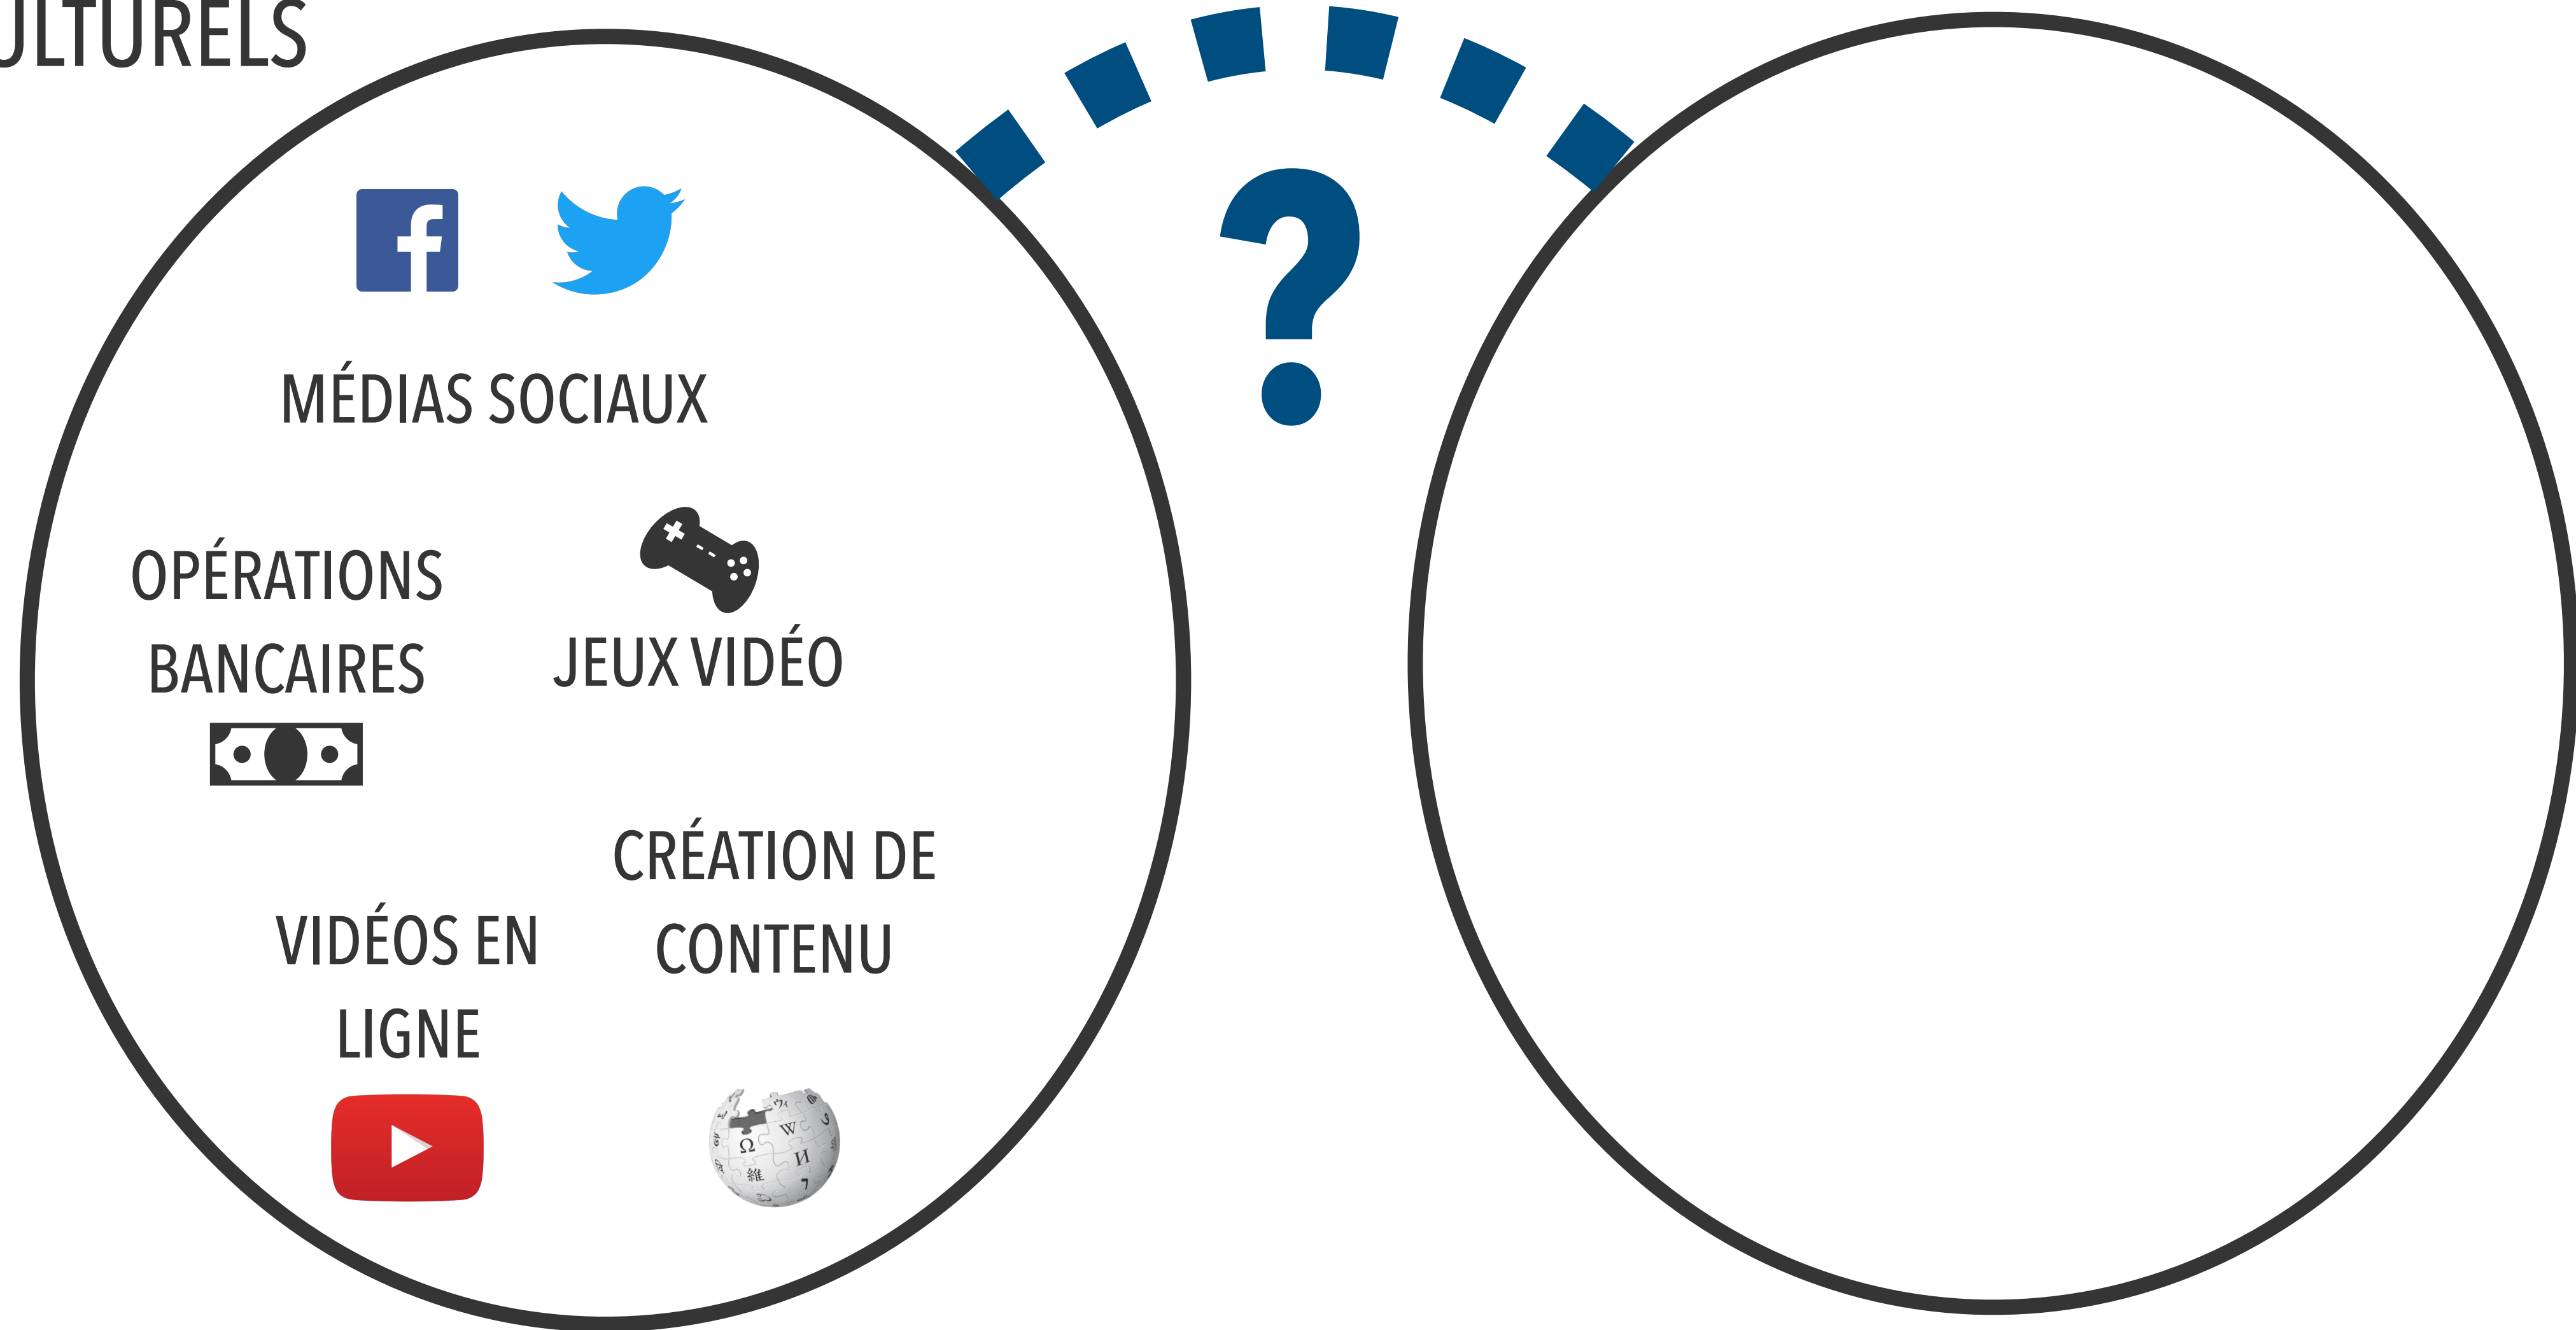 ULTURELS
MÉDIAS SOCIAUX
OPÉRATIONS
BANCAIRES
JEUX VIDÉO
CRÉATION DE
CONTENU
VIDÉOS EN
LIGNE
?